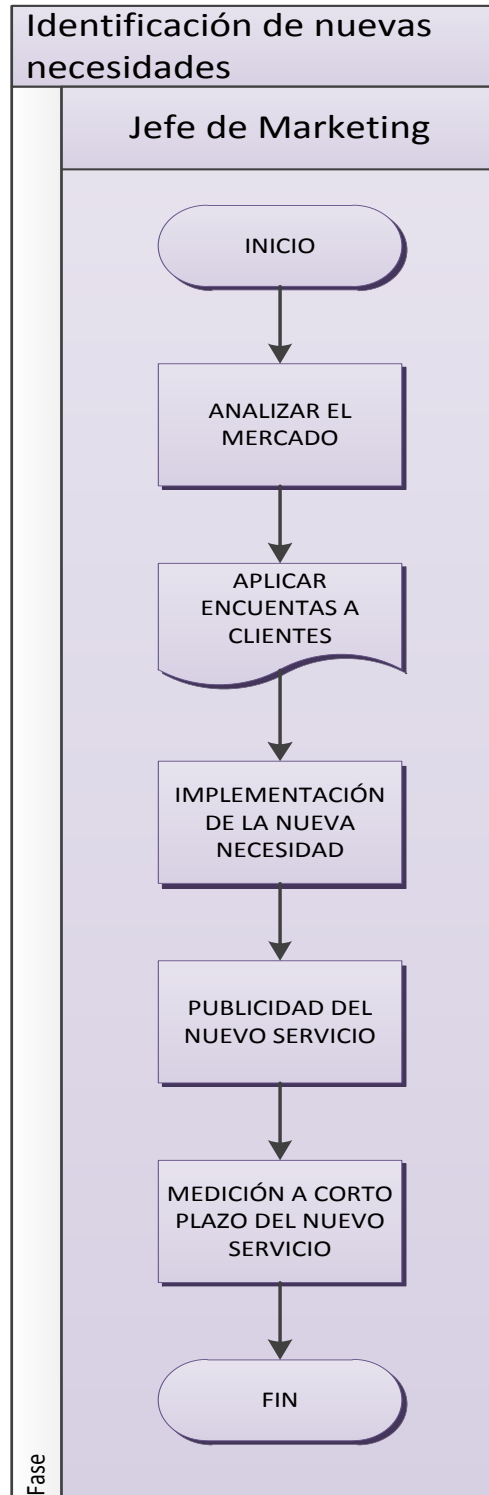 Identificación de nuevas
necesidades
Jefe de Marketing
INICIO
ANALIZAR EL
MERCADO
APLICAR
ENCUENTAS A
CLIENTES
IMPLEMENTACIÓN
DE LA NUEVA
NECESIDAD
PUBLICIDAD DEL
NUEVO SERVICIO
MEDICIÓN A CORTO
PLAZO DEL NUEVO
SERVICIO
FIN
Fase